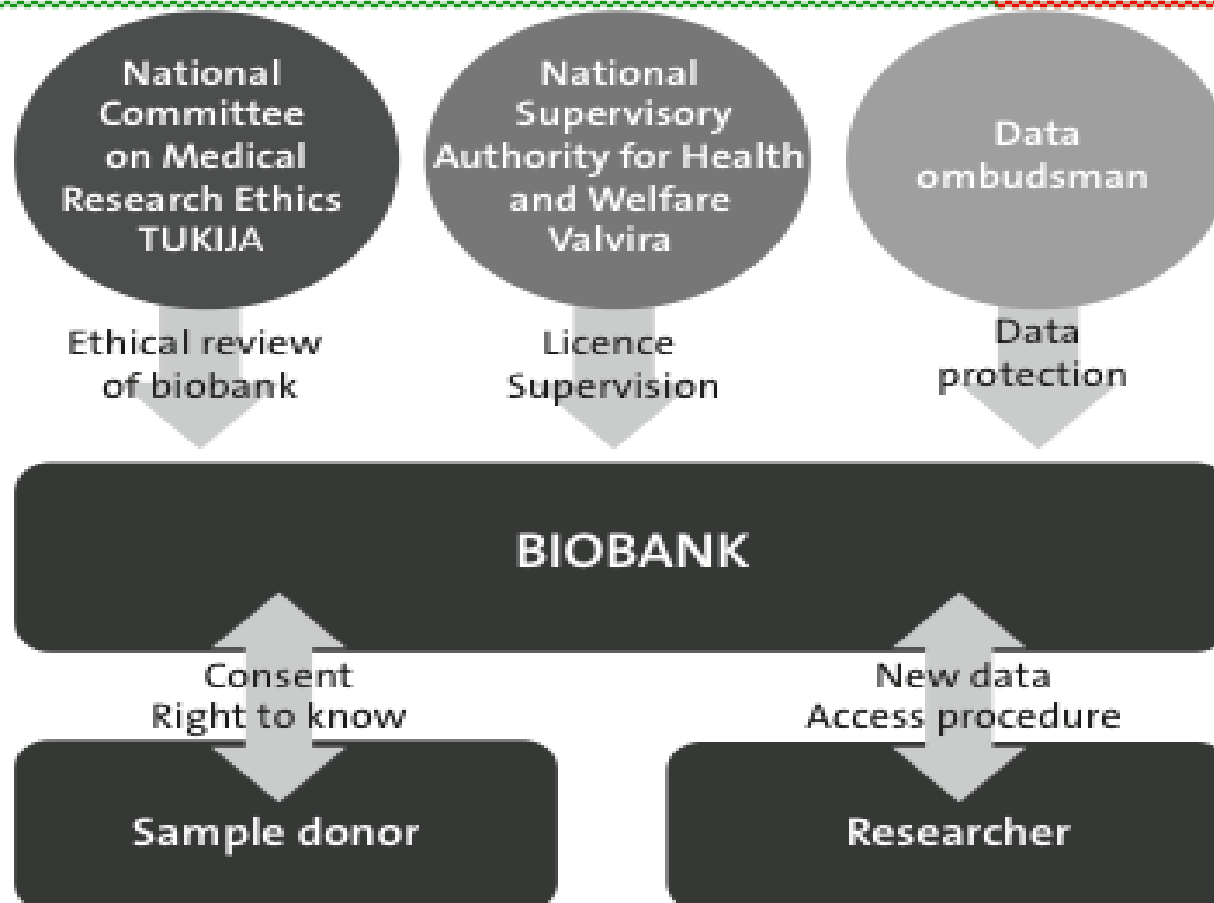 National
Committee
on Medical
Research Ethics
TUKIJA
National
Supervisory
Authority for Health
and Welfare
Valvira
Data
ombudsman
Ethical review
of biobank
Licence
Supervision
Data
protection
BIOBANK
Consent
Right to know
New data
Access procedure
Sample donor
Researcher